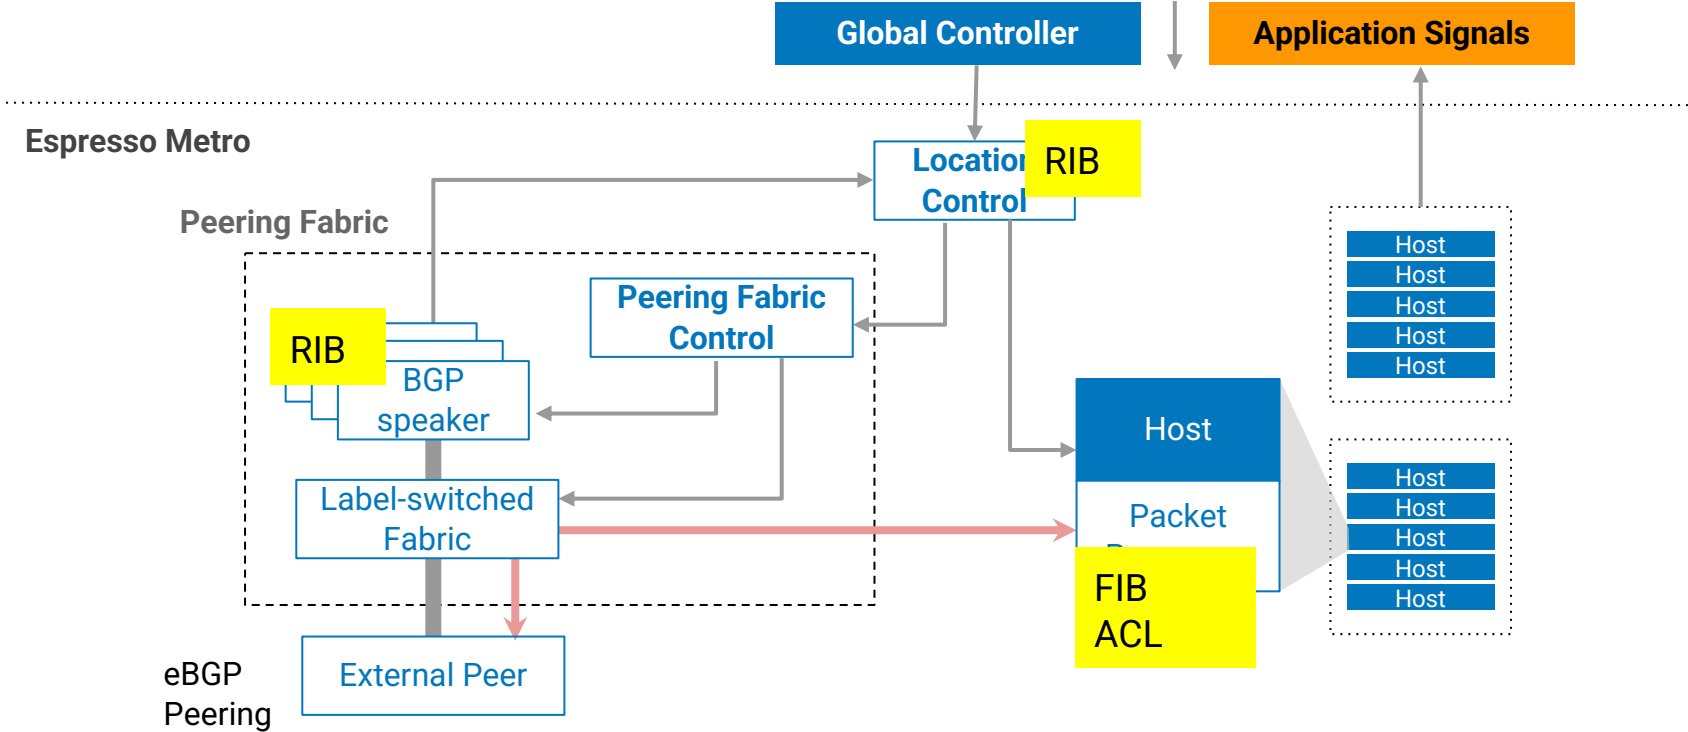 Global Controller
Application Signals
Espresso Metro
Location
Control
RIB
Peering Fabric
Peering Fabric
Control
RIB
BGP
speaker
Label-switched
Fabric
External Peer
eBGP
Peering
Host
Packet
FIB
ACL
Host
Host
Host
Host
Host
Host
Host
Host
Host
Host